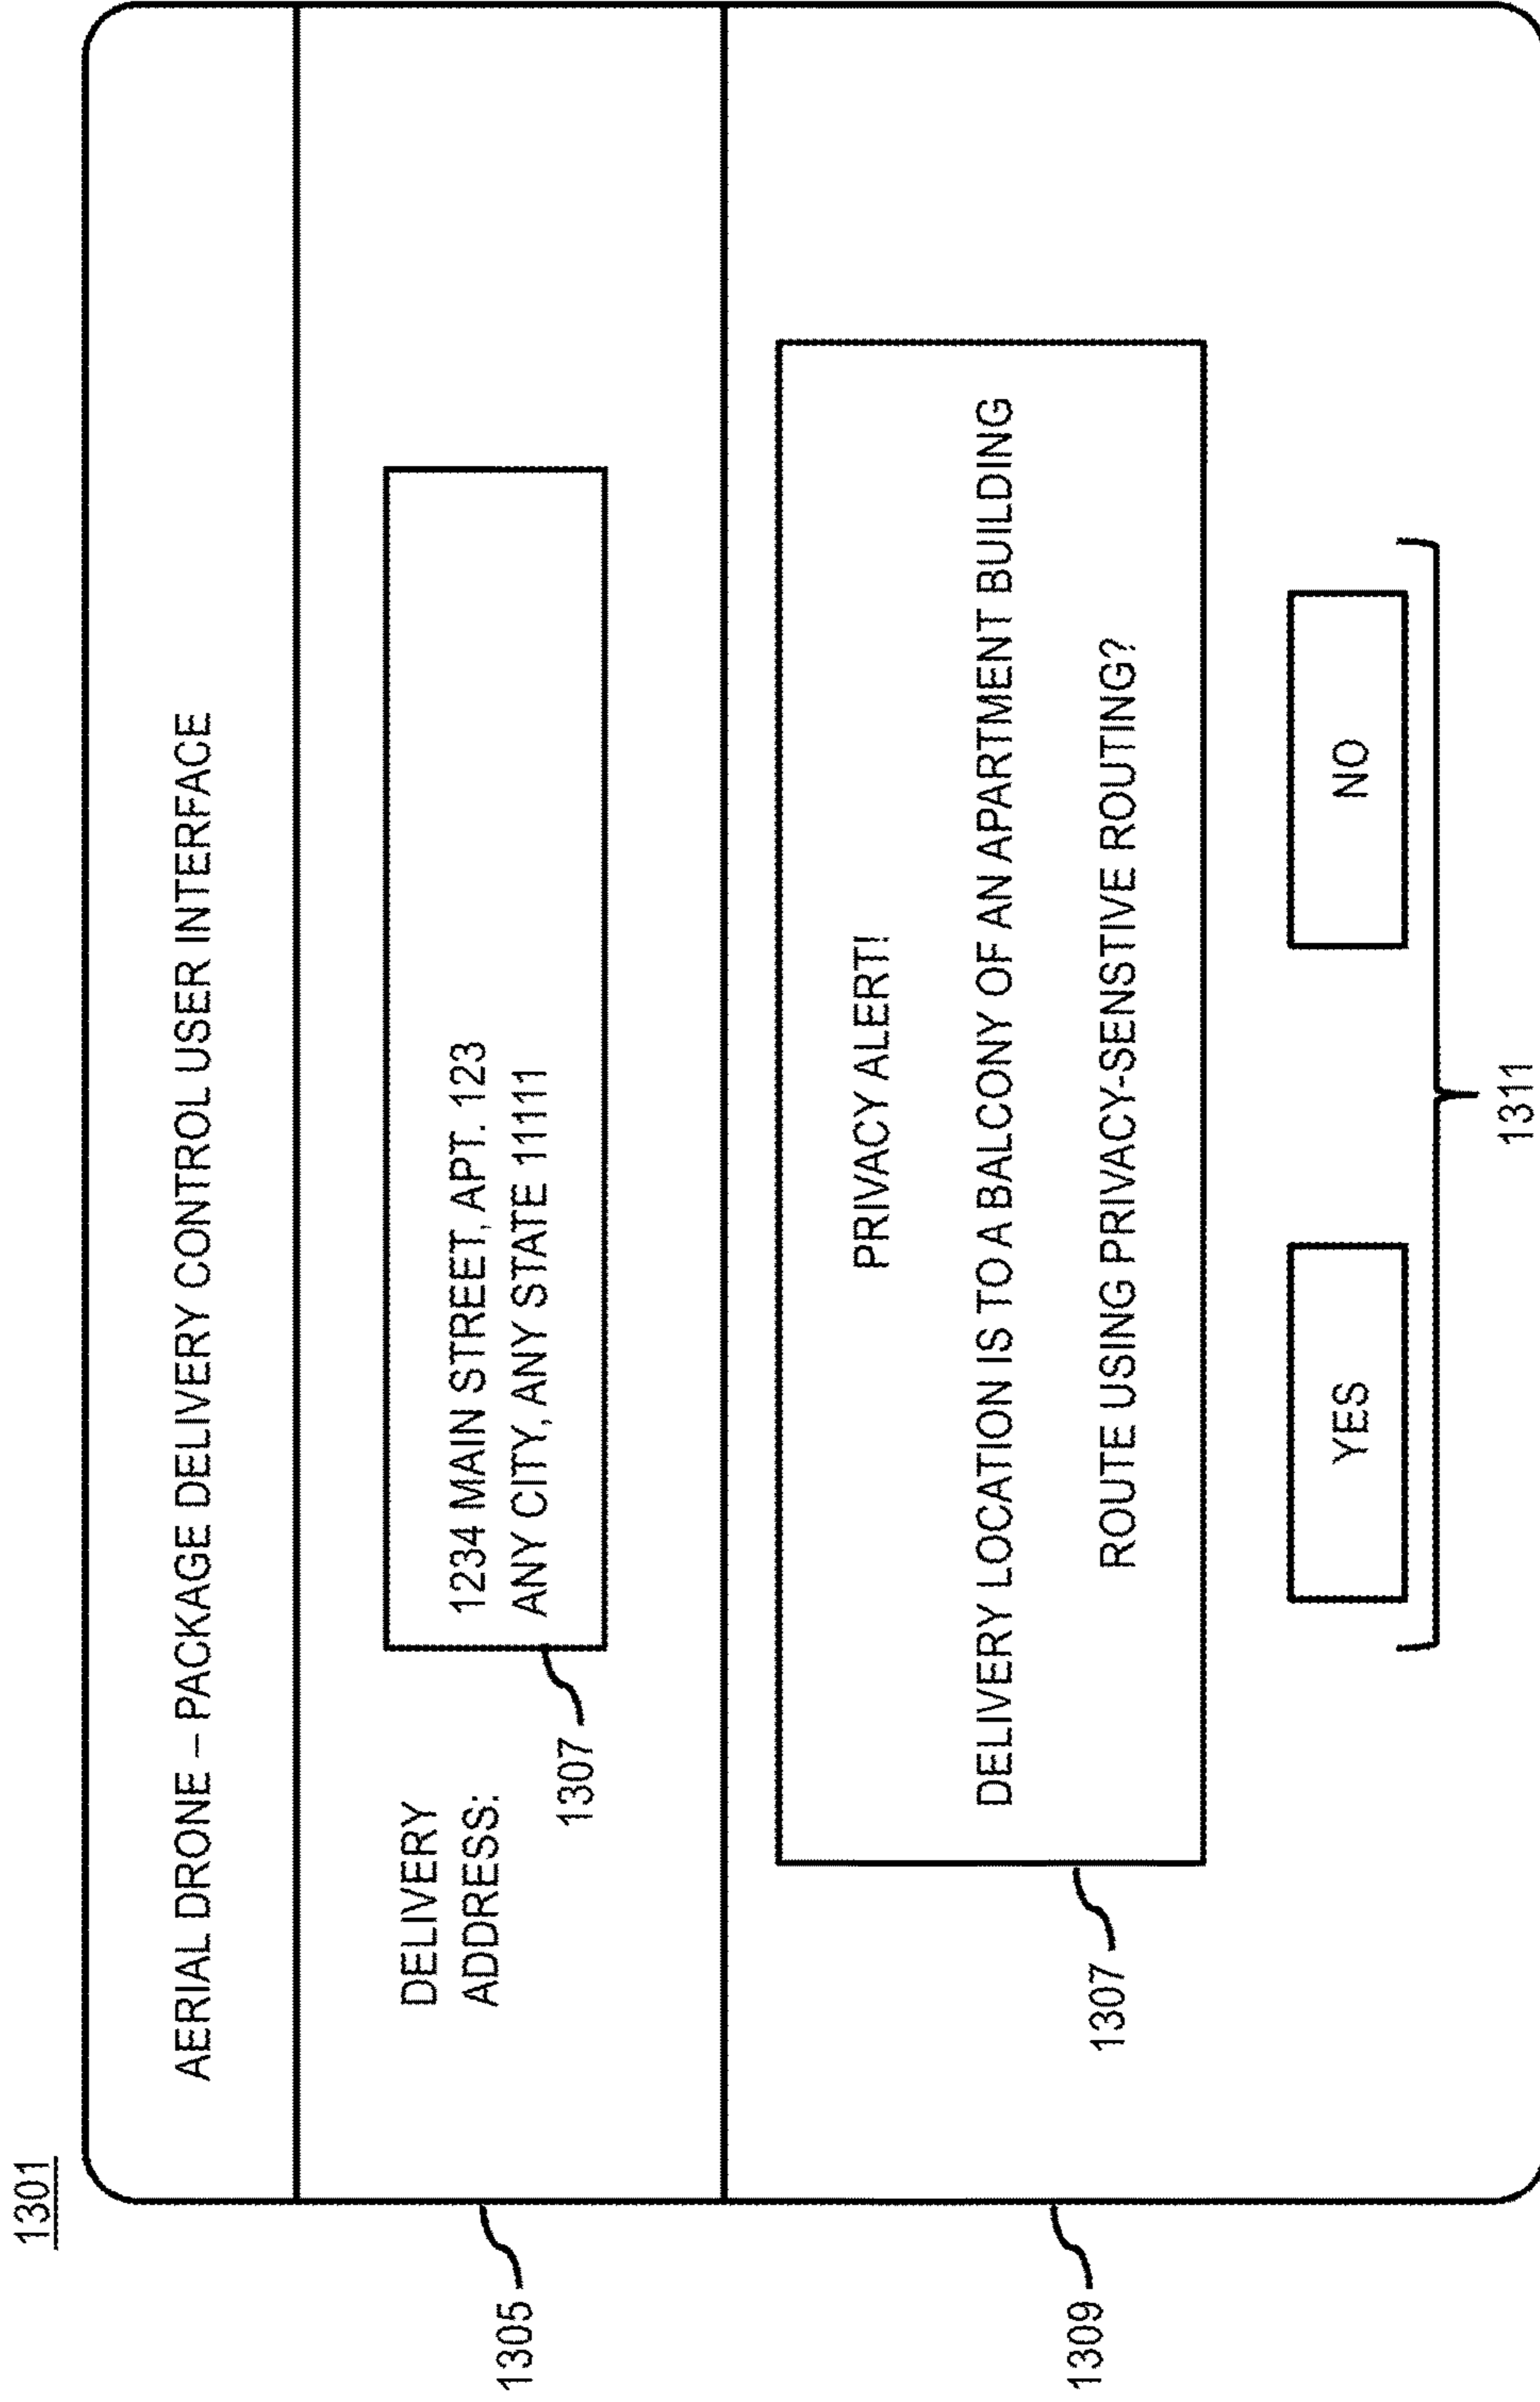 1301
AERIAL DRONE – PACKAGE DELIVERY CONTROL USER INTERFACE
1305
DELIVERY
ADDRESS:
1307
1234 MAIN STREET, APT. 123
ANY CITY, ANY STATE 11111
1309
1307
PRIVACY ALERT!
DELIVERY LOCATION IS TO A BALCONY OF AN APARTMENT BUILDING
ROUTE USING PRIVACY-SENSTIVE ROUTING?
YES
NO
1311